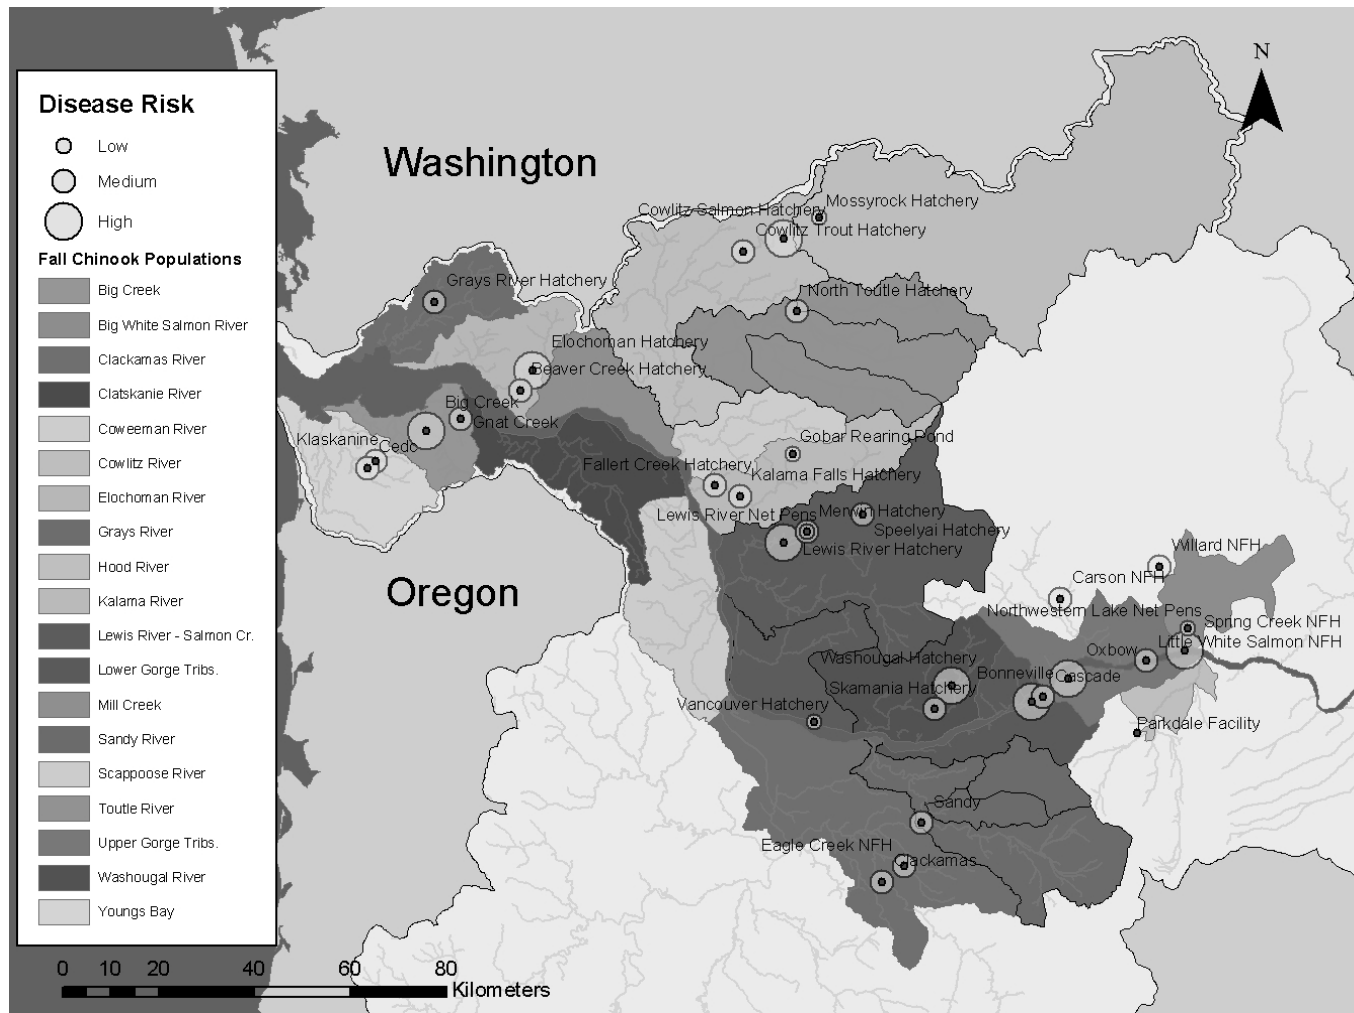 N
Disease Risk
Low
Medium
High
Fall Chinook Populations
Big Creek
Big White Salmon River
Clackamas River
Clatskanie River
Coweeman River
Cowlitz River
Elochoman River
Grays River
Hood River
Kalama River
Lewis River - Salmon Cr.
Lower Gorge Tribs.
Mill Creek
Sandy River
Scappoose River
Toutle River
Upper Gorge Tribs.
Washougal River
Youngs Bay
Washington
Mossyrock Hatchery
Cowlitz Salmon Hatchery
Cowlitz Trout Hatchery
Grays River Hatchery
North Toutle Hatchery
Elochoman Hatchery
Beaver Creek Hatchery
Big Creek
Gnat Creek
Klaskanine
Cedc
Gobar Rearing Pond
Fallert Creek Hatchery
Kalama Falls Hatchery
Lewis River Net Pens
Merwin Hatchery
Speelyai Hatchery
Lewis River Hatchery
Willard NFH
Carson NFH
Oregon
Northwestern Lake Net Pens
Spring Creek NFH
Little White Salmon NFH
Oxbow
Washougal Hatchery
Bonneville
Cascade
Skamania Hatchery
Vancouver Hatchery
Parkdale Facility
Sandy
Eagle Creek NFH
Clackamas
0 10 20 40 60 80
Kilometers